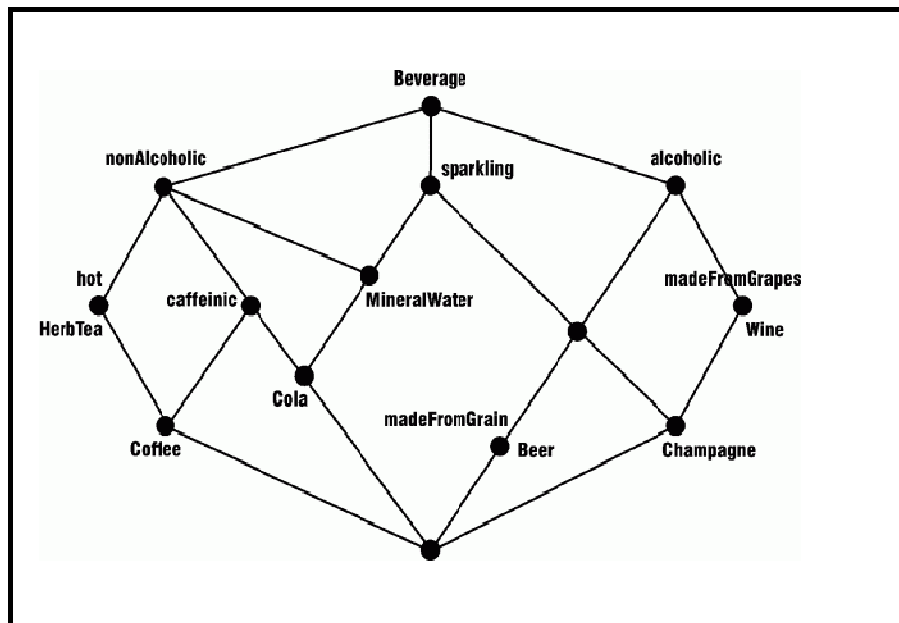 Beverage
nonAlcoholic
alcoholic
sparkling
hot
madeFromGrapes
caffeinic
MineralWater
HerbTea
Wine
Cola
madeFromGrain
Coffee
Beer
Champagne